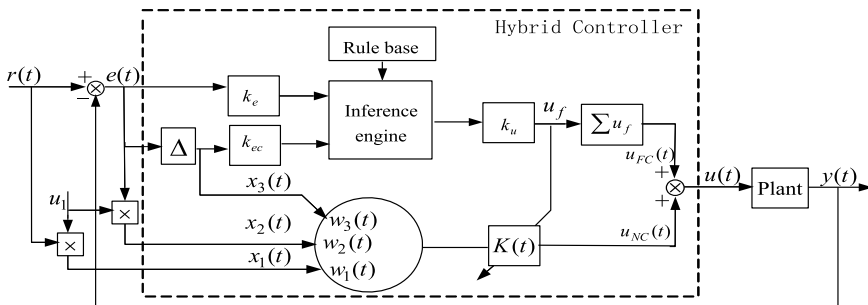 Hybrid Controller
Rule base
r(t)
+
−
e(t)
k_e
Inference
engine
k_u
u_f
∑u_f
Δ
k_ec
u_FC(t)
+
+
u(t)
Plant
y(t)
x_3(t)
u_1
×
w_3(t)
x_2(t)
w_2(t)
K(t)
u_NC(t)
×
x_1(t)
w_1(t)